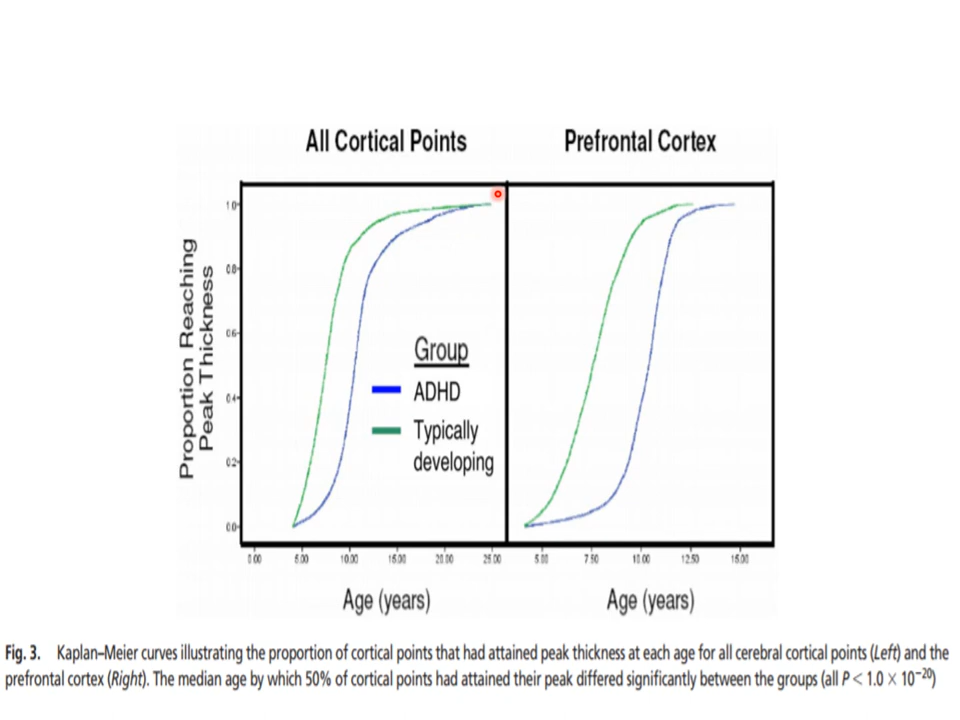 All Cortical Points
Prefrontal Cortex
Proportion Reaching
Peak Thickness
1.0
0.8
0.6
0.4
0.2
0.0
Group
ADHD
Typically
developing
0.00 5.00 10.00 15.00 20.00 25.00
5.00 7.50 10.00 12.50 15.00
Age (years)
Age (years)
Fig. 3. Kaplan–Meier curves illustrating the proportion of cortical points that had attained peak thickness at each age for all cerebral cortical points (Left) and the
prefrontal cortex (Right). The median age by which 50% of cortical points had attained their peak differed significantly between the groups (all P < 1.0 × 10⁻²⁰)